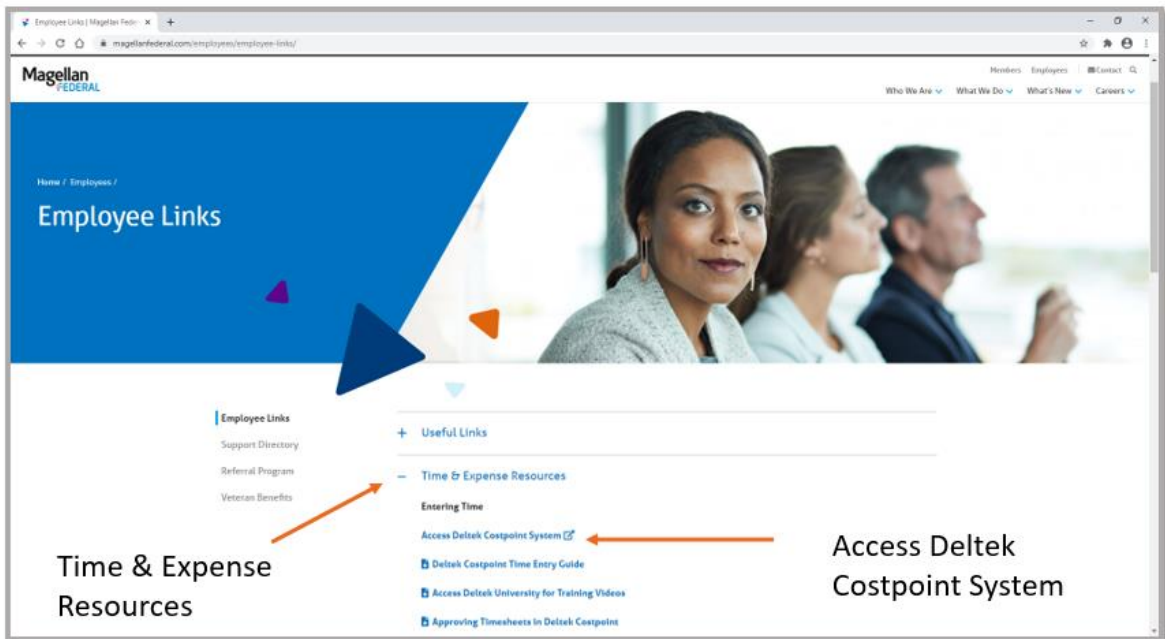 Employee Links | Magellan Feder
magellanfederal.com/employees/employee-links/
Magellan
FEDERAL
Members Employees Contact
Who We Are What We Do What's New Careers
Home / Employees /
Employee Links
Employee Links
Support Directory
Referral Program
Veteran Benefits
+ Useful Links
− Time & Expense Resources
Entering Time
Access Deltek Costpoint System
Deltek Costpoint Time Entry Guide
Access Deltek University for Training Videos
Approving Timesheets in Deltek Costpoint
Time & Expense
Resources
Access Deltek
Costpoint System